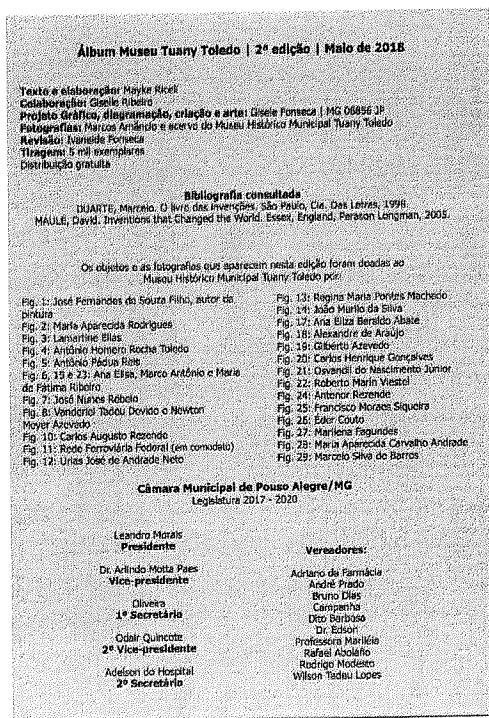 Álbum Museu Tuany Toledo | 2ª edição | Maio de 2018
Texto e elaboração: Mayke Riceli
Colaboração: Giselle Ribeiro
Projeto Gráfico, diagramação, criação e arte: Gisele Fonseca | MG 06856 JP
Fotografias: Marcos Amâncio e acervo do Museu Histórico Municipal Tuany Toledo
Revisão: Ivaneide Fonseca
Tiragem: 5 mil exemplares
Distribuição gratuita
Bibliografia consultada
DUARTE, Marcelo. O livro das invenções. São Paulo, Cia. Das Letras, 1998.
MAULE, David. Inventions that Changed the World. Essex, England, Perason Longman, 2005.
Os objetos e as fotografias que aparecem nesta edição foram doadas ao
Museu Histórico Municipal Tuany Toledo por:
Fig. 1: José Fernandes de Souza Filho, autor da
pintura
Fig. 2: Maria Aparecida Rodrigues
Fig. 3: Lamartine Elias
Fig. 4: Antônio Homero Rocha Toledo
Fig. 5: Antônio Pádua Reis
Fig. 6, 15 e 23: Ana Elisa, Marco Antônio e Maria
de Fátima Ribeiro
Fig. 7: José Nunes Rebelo
Fig. 8: Vanderlei Tadeu Devido e Newton
Meyer Azevedo
Fig. 10: Carlos Augusto Rezende
Fig. 11: Rede Ferroviária Federal (em comodato)
Fig. 12: Urias José de Andrade Neto
Fig. 13: Regina Maria Pontes Machado
Fig. 14: João Murilo da Silva
Fig. 17: Ana Eliza Beraldo Abate
Fig. 18: Alexandre de Araújo
Fig. 19: Gilberto Azevedo
Fig. 20: Carlos Henrique Gonçalves
Fig. 21: Osvandil do Nascimento Júnior
Fig. 22: Roberto Marin Viestel
Fig. 24: Antenor Rezende
Fig. 25: Francisco Moraes Siqueira
Fig. 26: Éder Couto
Fig. 27: Marilena Fagundes
Fig. 28: Maria Aparecida Carvalho Andrade
Fig. 29: Marcelo Silva de Barros
Câmara Municipal de Pouso Alegre/MG
Legislatura 2017 - 2020
Leandro Morais
Presidente
Dr. Arlindo Motta Paes
Vice-presidente
Oliveira
1º Secretário
Odair Quincote
2º Vice-presidente
Adelson do Hospital
2º Secretário
Vereadores:
Adriano da Farmácia
André Prado
Bruno Dias
Campanha
Dito Barbosa
Dr. Edson
Professora Mariléia
Rafael Aboláfio
Rodrigo Modesto
Wilson Tadeu Lopes